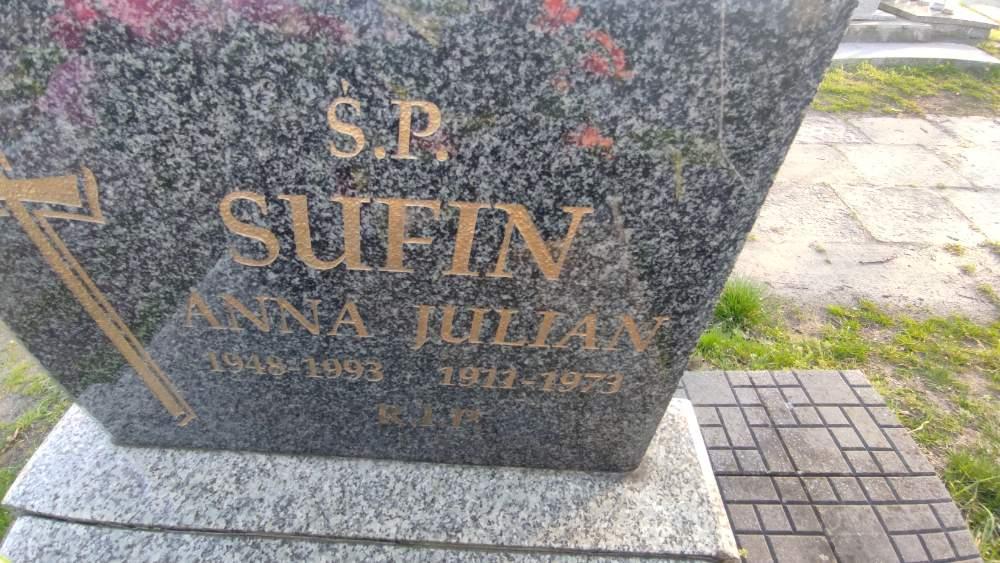 Ś.P.
SUFIN
ANNA JULIAN
1948-1993 1911-1973
R.I.P.